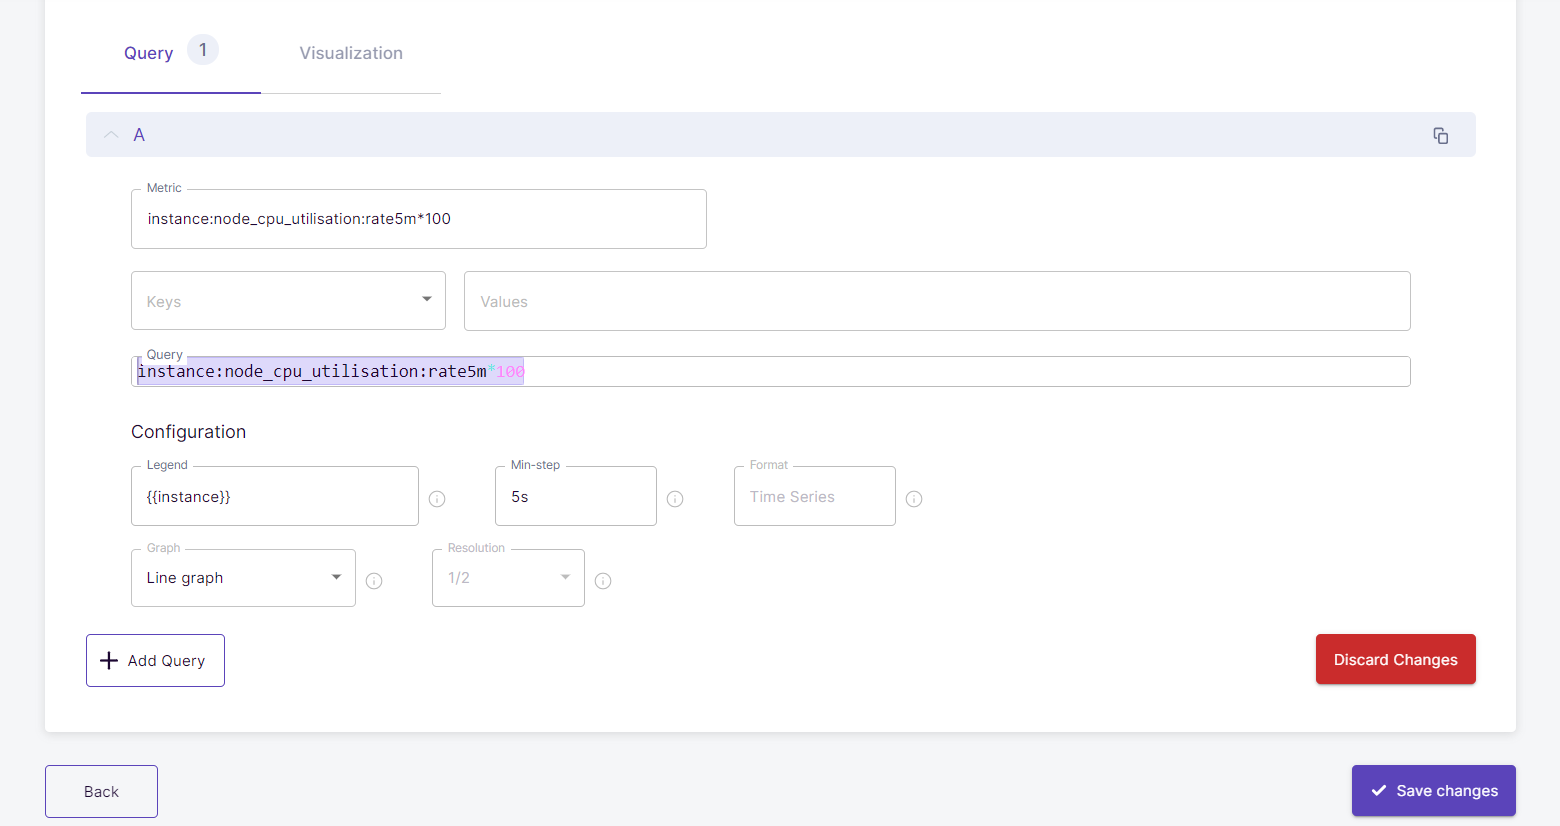 Query 1 Visualization
A
Metric
instance:node_cpu_utilisation:rate5m*100
Keys Values
Query
instance:node_cpu_utilisation:rate5m*100
Configuration
Legend Min-step Format
{{instance}} 5s Time Series
Graph Resolution
Line graph 1/2
Add Query Discard Changes
Back Save changes